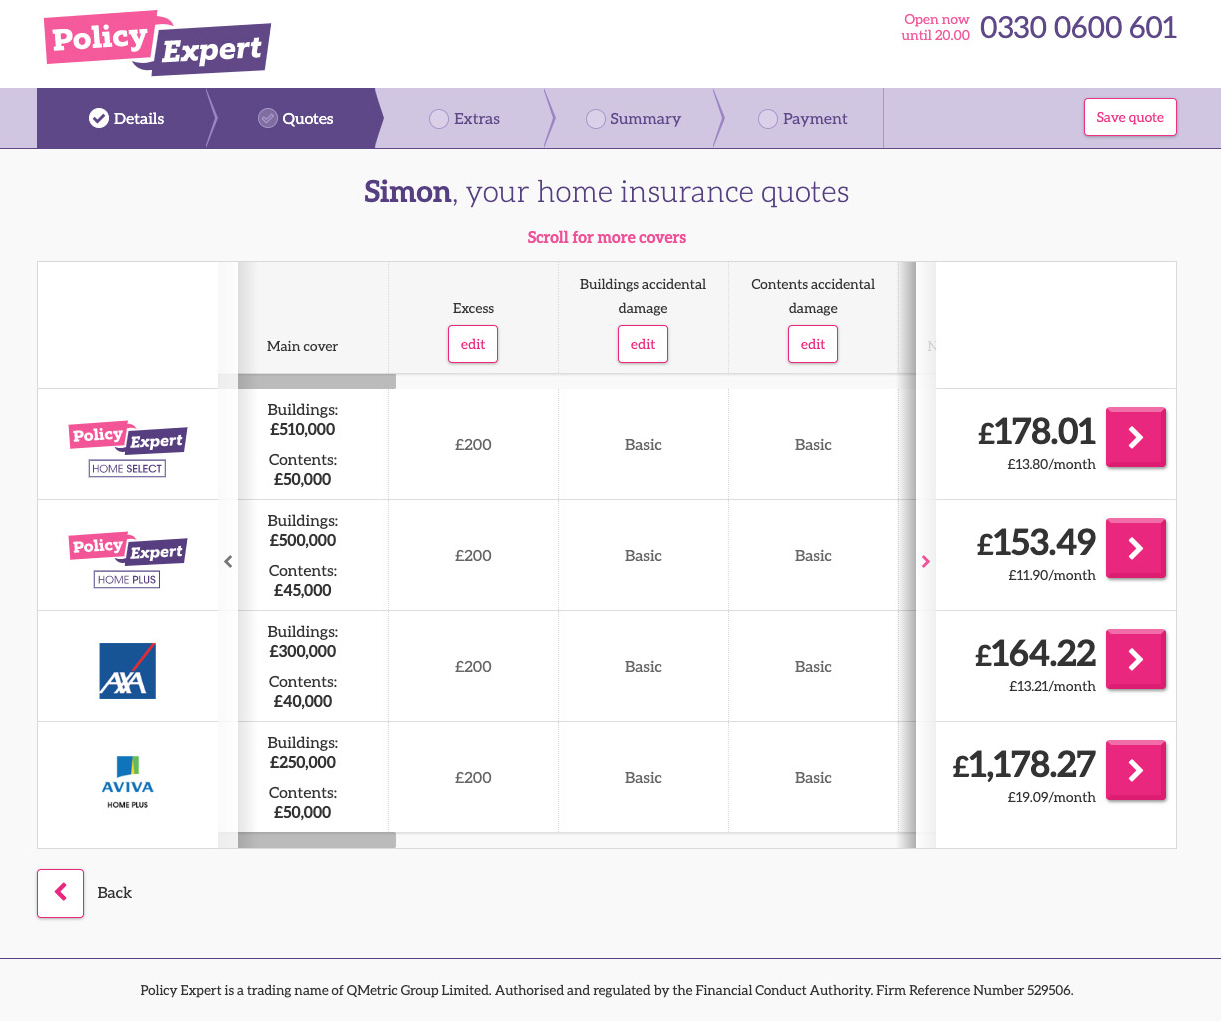 Policy Expert
Open now
until 20.00
0330 0600 601
Details
Quotes
Extras
Summary
Payment
Save quote
Simon, your home insurance quotes
Scroll for more covers
Main cover
Excess
edit
Buildings accidental
damage
edit
Contents accidental
damage
edit
N
Policy Expert
HOME SELECT
Buildings:
£510,000
Contents:
£50,000
£200
Basic
Basic
£178.01
£13.80/month
Policy Expert
HOME PLUS
Buildings:
£500,000
Contents:
£45,000
£200
Basic
Basic
£153.49
£11.90/month
AXA
Buildings:
£300,000
Contents:
£40,000
£200
Basic
Basic
£164.22
£13.21/month
AVIVA
HOME PLUS
Buildings:
£250,000
Contents:
£50,000
£200
Basic
Basic
£1,178.27
£19.09/month
Back
Policy Expert is a trading name of QMetric Group Limited. Authorised and regulated by the Financial Conduct Authority. Firm Reference Number 529506.